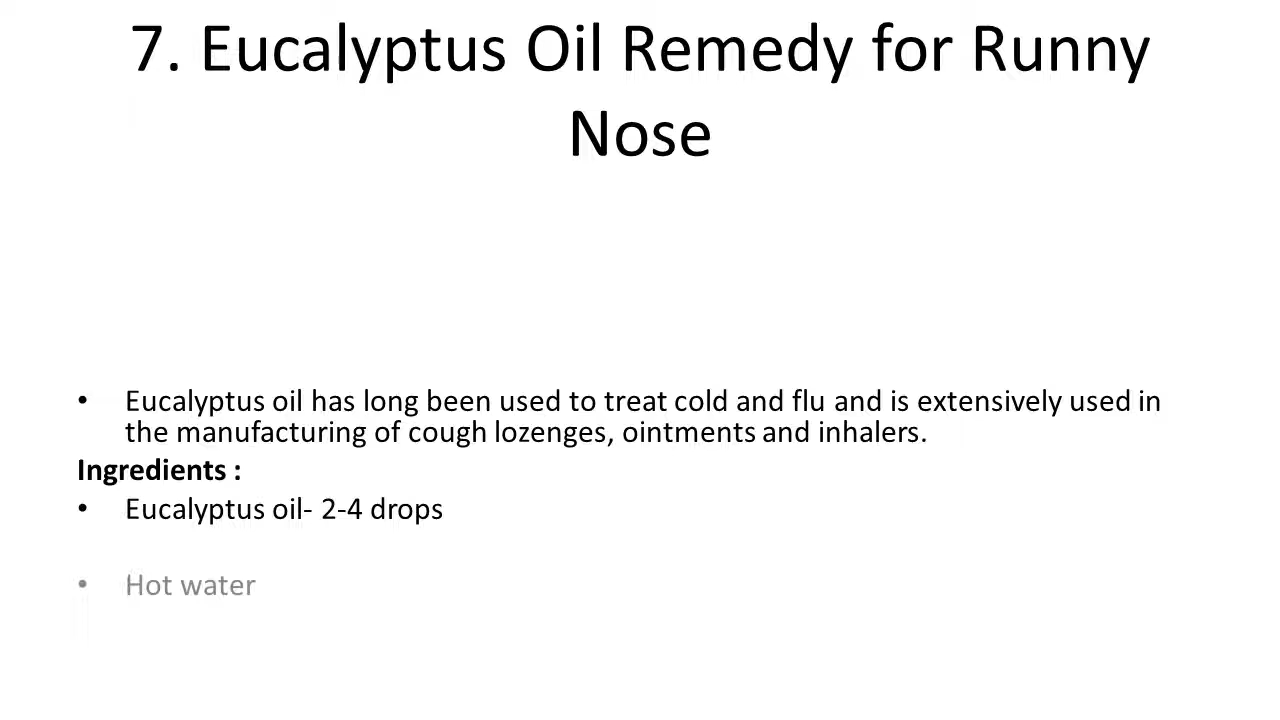 7. Eucalyptus Oil Remedy for Runny
Nose
• Eucalyptus oil has long been used to treat cold and flu and is extensively used in
the manufacturing of cough lozenges, ointments and inhalers.
Ingredients :
• Eucalyptus oil- 2-4 drops
• Hot water